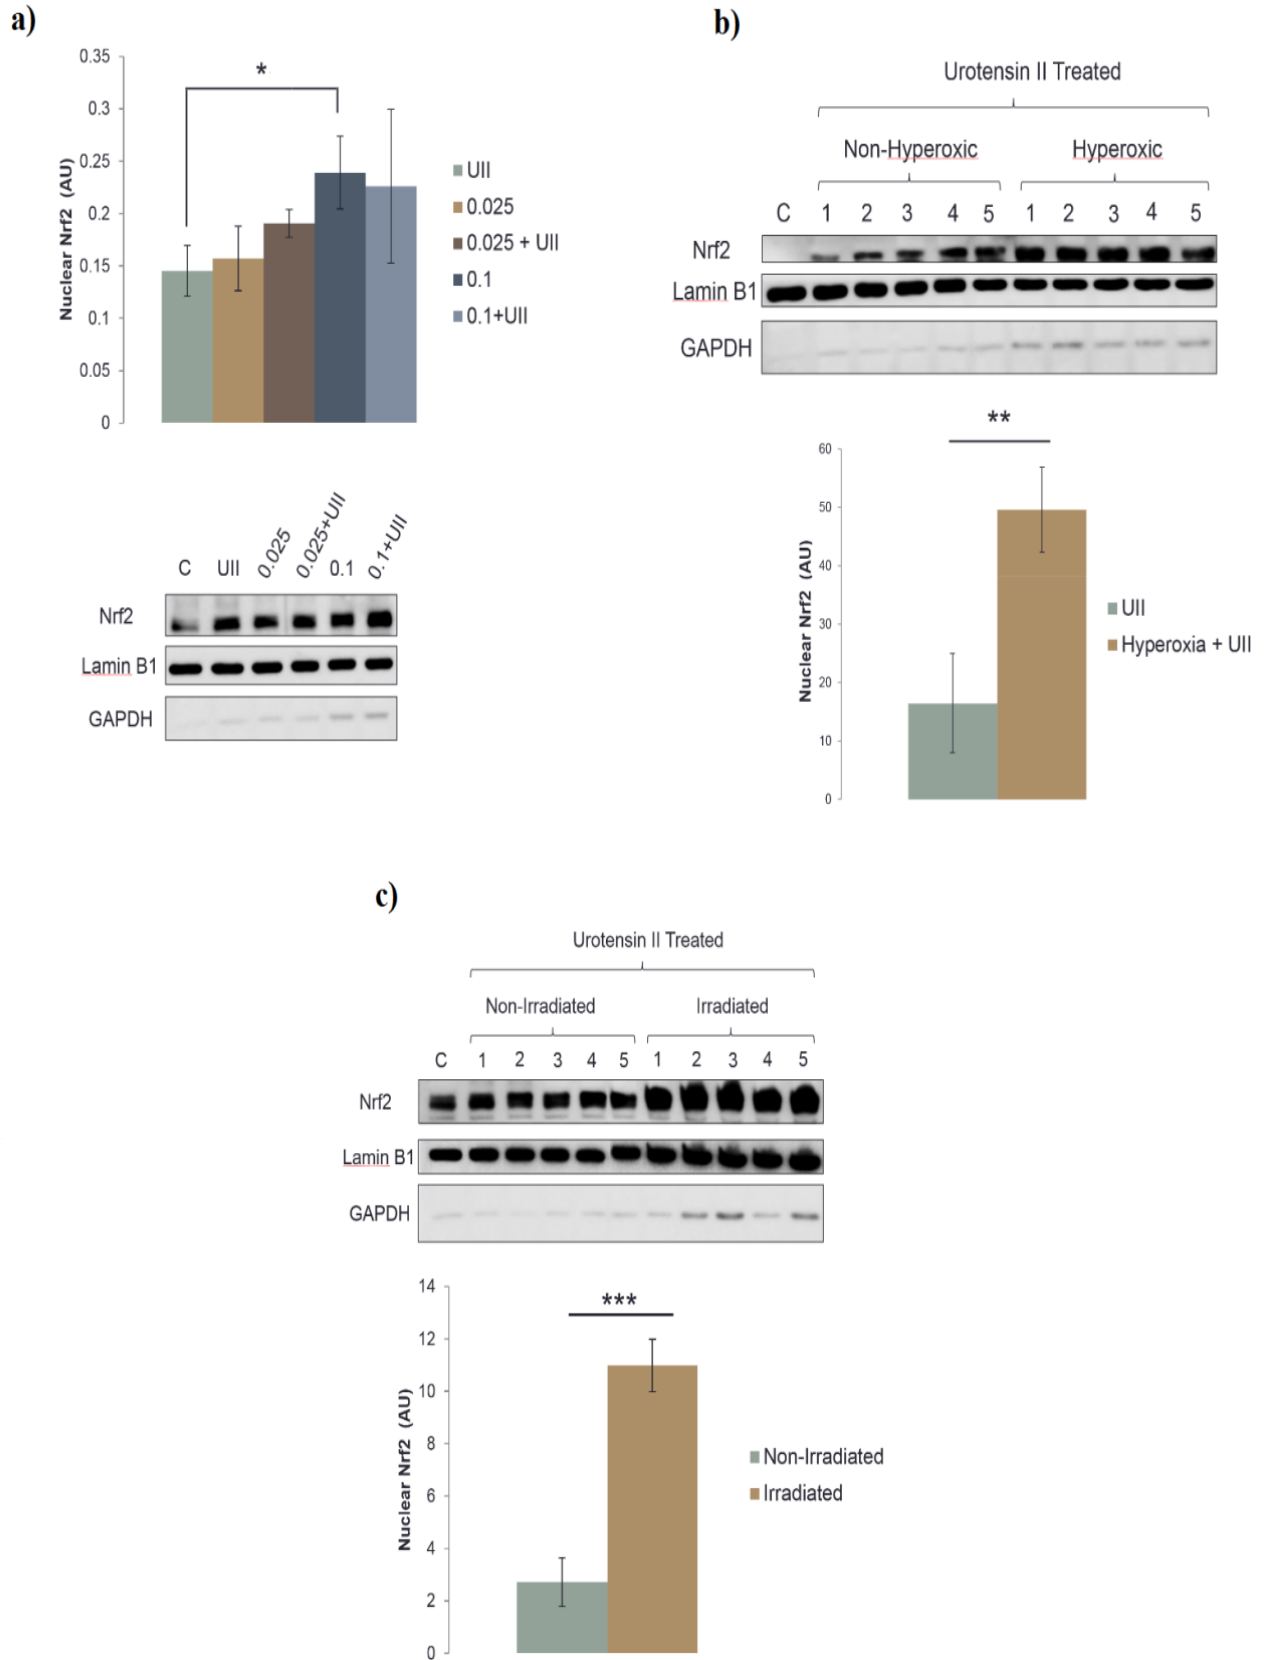 a)
0.35
0.3
0.25
0.2
0.15
0.1
0.05
0
Nuclear Nrf2 (AU)
*
UII
0.025
0.025 + UII
0.1
0.1+UII
C UII 0.025 0.025+UII 0.1 0.1+UII
Nrf2
Lamin B1
GAPDH
b)
Urotensin II Treated
Non-Hyperoxic Hyperoxic
C 1 2 3 4 5 1 2 3 4 5
Nrf2
Lamin B1
GAPDH
**
60
50
40
30
20
10
0
Nuclear Nrf2 (AU)
UII
Hyperoxia + UII
c)
Urotensin II Treated
Non-Irradiated Irradiated
C 1 2 3 4 5 1 2 3 4 5
Nrf2
Lamin B1
GAPDH
***
14
12
10
8
6
4
2
0
Nuclear Nrf2 (AU)
Non-Irradiated
Irradiated